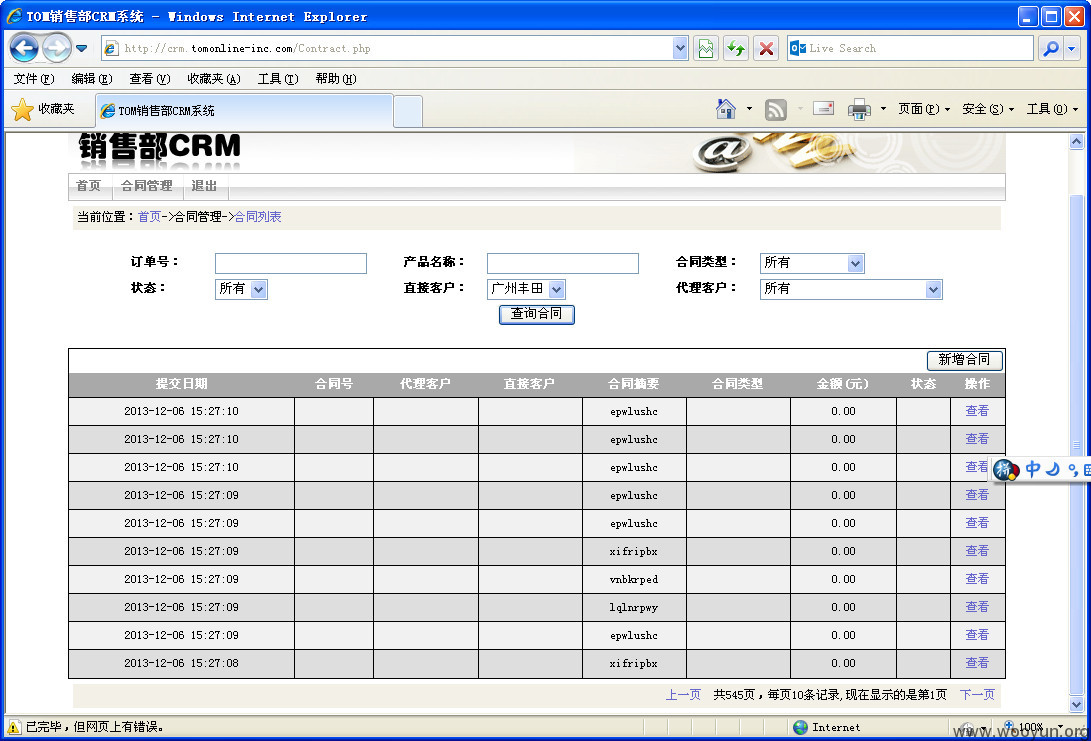 TOM销售部CRM系统 - Windows Internet Explorer
http://crm.tomonline-inc.com/Contract.php
Live Search
文件(F) 编辑(E) 查看(V) 收藏夹(A) 工具(T) 帮助(H)
收藏夹 TOM销售部CRM系统 页面(P) 安全(S) 工具(O)
销售部CRM
首页 合同管理 退出
当前位置：首页->合同管理->合同列表
订单号： 产品名称： 合同类型： 所有
状态： 所有 直接客户： 广州丰田 代理客户： 所有
查询合同
新增合同
提交日期 合同号 代理客户 直接客户 合同摘要 合同类型 金额(元) 状态 操作
2013-12-06 15:27:10 epwlushc 0.00 查看
2013-12-06 15:27:10 epwlushc 0.00 查看
2013-12-06 15:27:10 epwlushc 0.00 查看
2013-12-06 15:27:09 epwlushc 0.00 查看
2013-12-06 15:27:09 epwlushc 0.00 查看
2013-12-06 15:27:09 xifripbx 0.00 查看
2013-12-06 15:27:09 vnbkrped 0.00 查看
2013-12-06 15:27:09 lqlnrpwy 0.00 查看
2013-12-06 15:27:09 epwlushc 0.00 查看
2013-12-06 15:27:08 xifripbx 0.00 查看
拼 中
上一页 共545页，每页10条记录,现在显示的是第1页 下一页
已完毕，但网页上有错误。 Internet 100%
www.wooyun.org